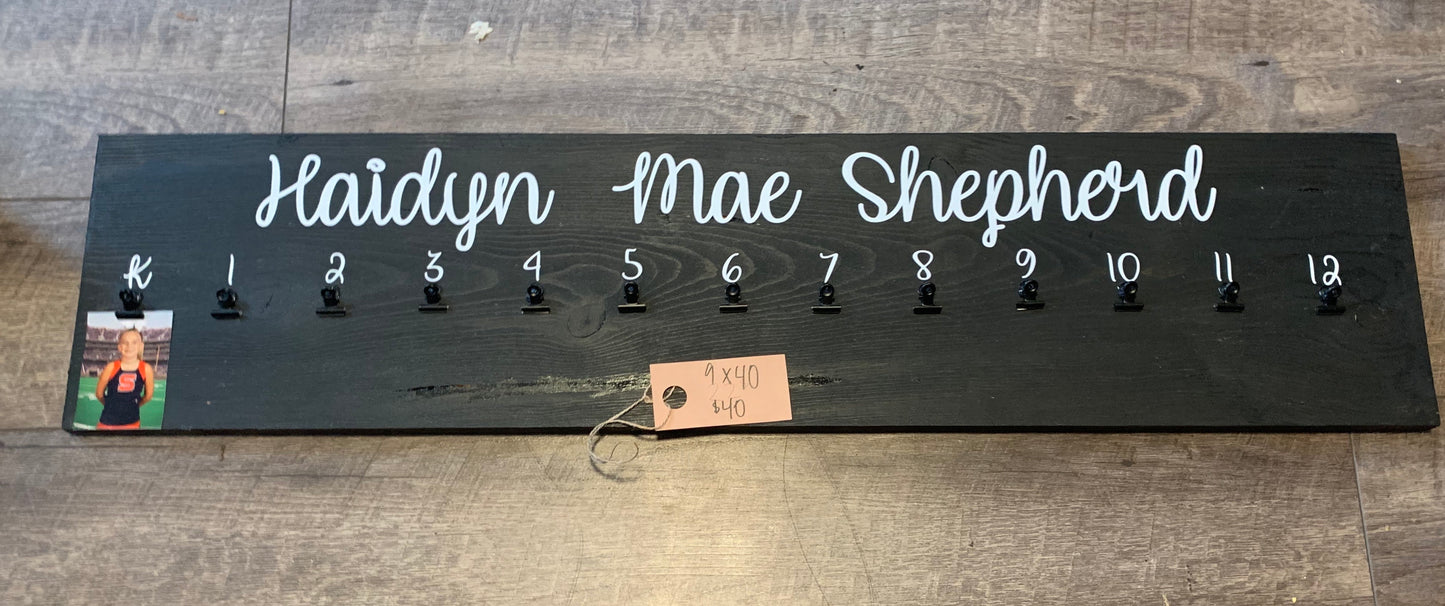 Haidyn Mae Shepherd
K 1 2 3 4 5 6 7 8 9 10 11 12
S
9x40
$40